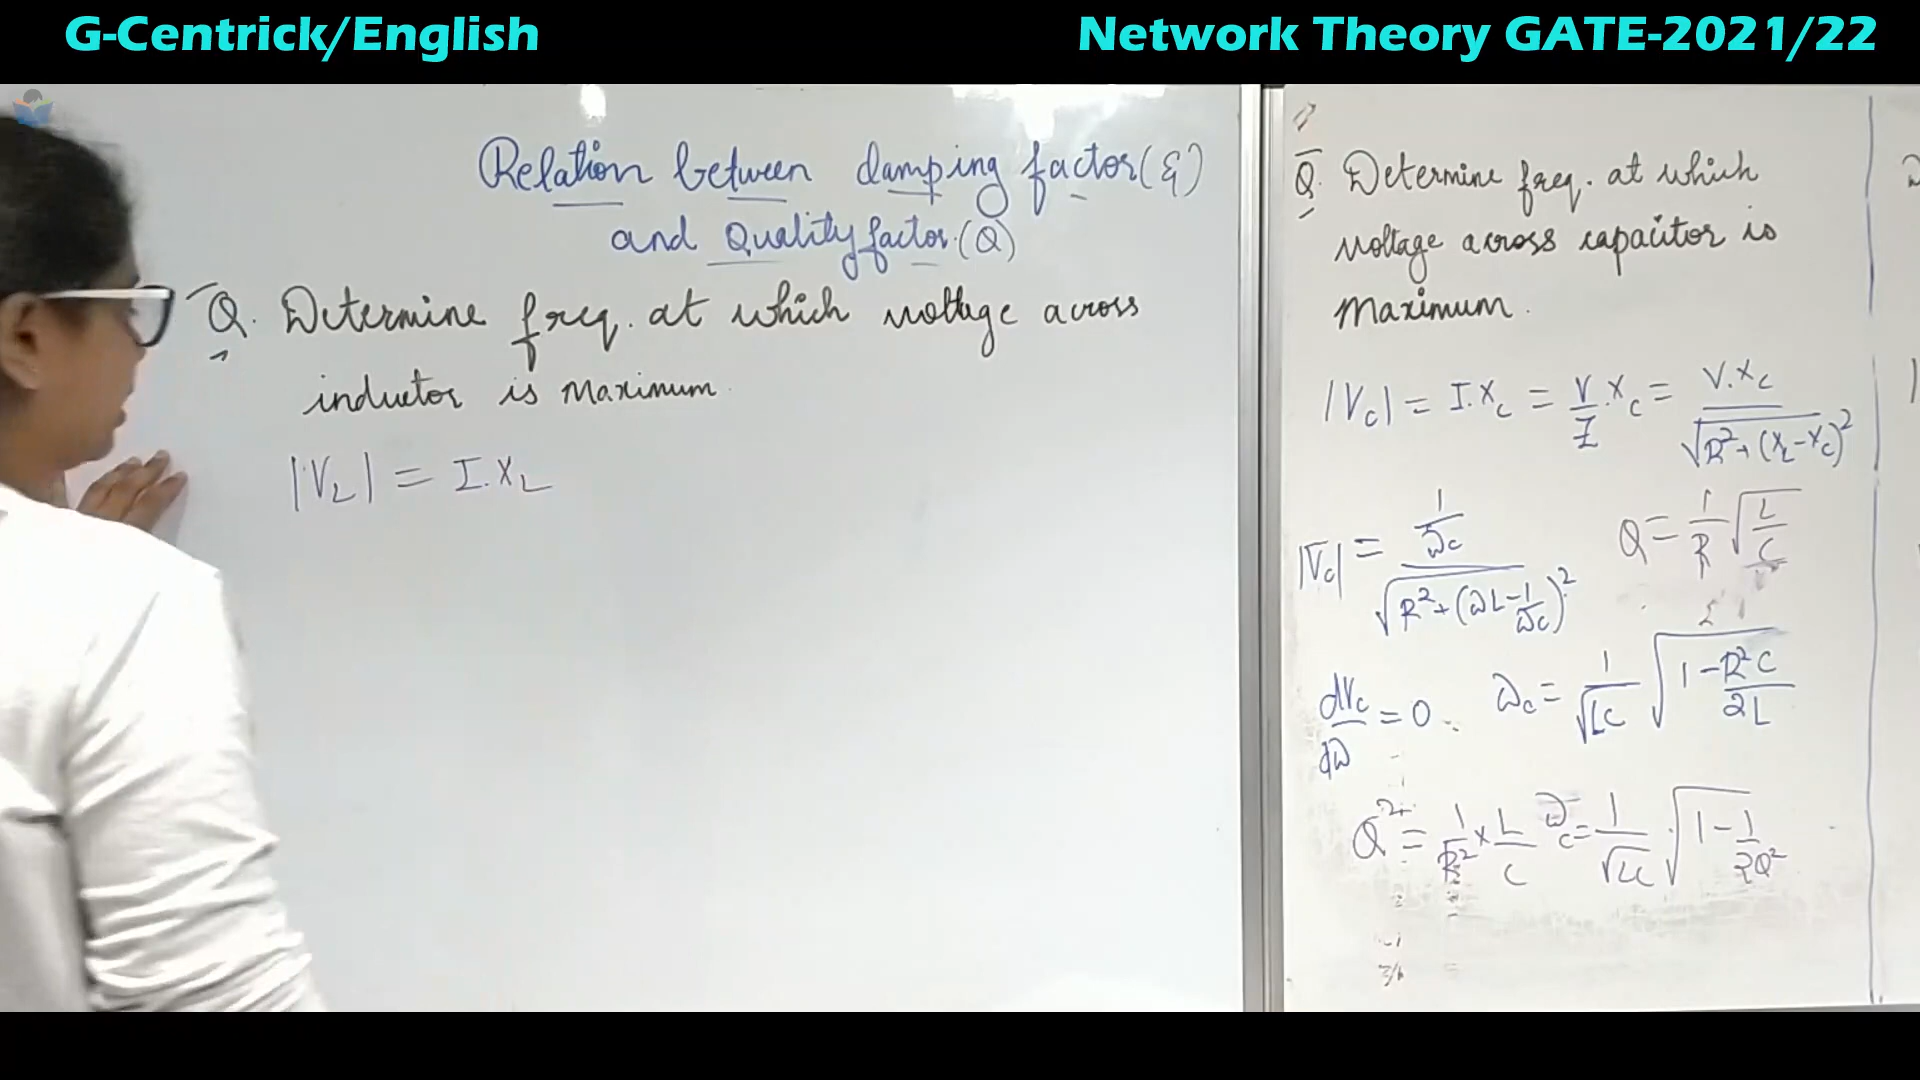 G-Centrick/English
Network Theory GATE-2021/22
Relation between damping factor (ξ)
and Quality factor (Q)
Q. Determine freq. at which voltage across
inductor is Maximum.
|V_L| = I.X_L
Q. Determine freq. at which
voltage across capacitor is
Maximum.
|V_C| = I.X_C = V/Z . X_C = V.X_C / √(R²+(X_L-X_C)²)
|V_C| = (1/ωC) / √(R²+(ωL-1/ωC)²)
Q = 1/R √(L/C)
dV_C/dω = 0
ω_C = 1/√LC √(1 - R²C/2L)
Q² = 1/R² × L/C
ω_C = 1/√LC . √(1 - 1/2Q²)